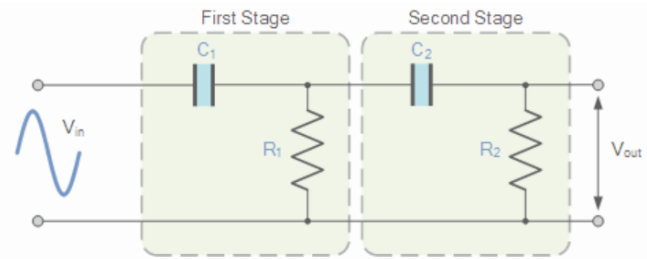 First Stage
Second Stage
C₁
C₂
Vin
R₁
R₂
Vout